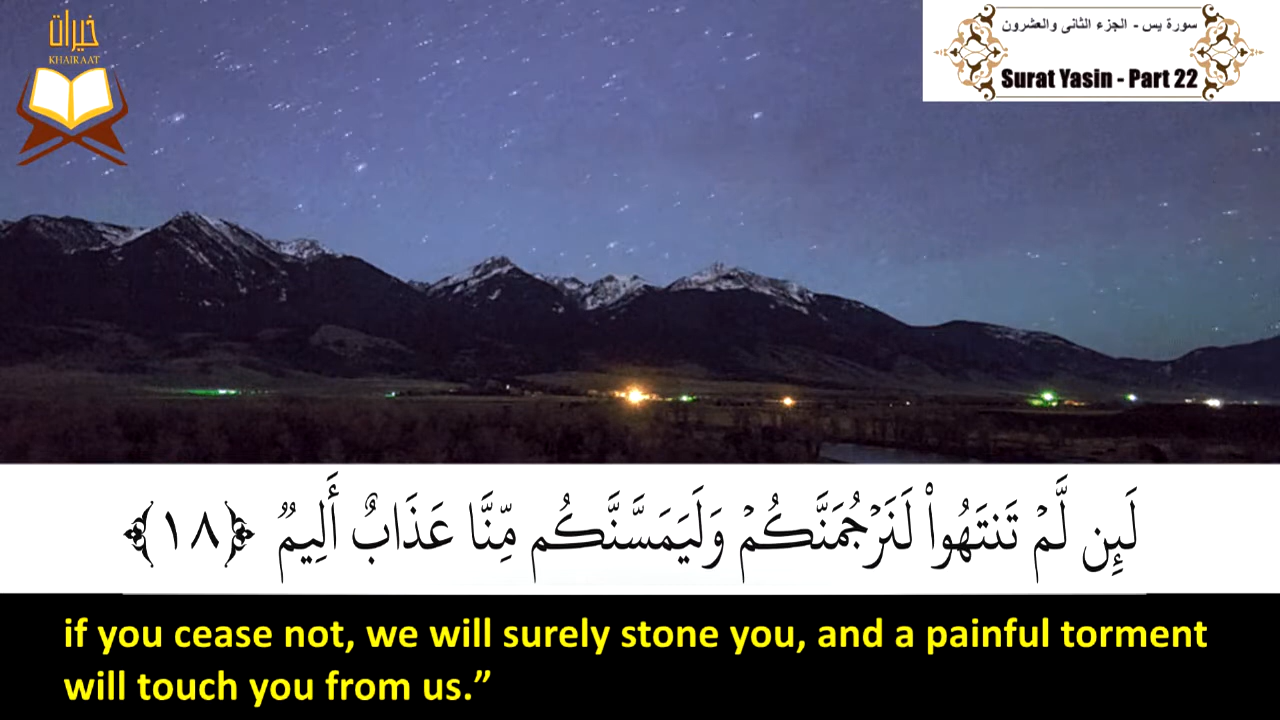 خيرات
KHAIRAAT
سورة يس - الجزء الثانى والعشرون
Surat Yasin - Part 22
لَئِن لَّمْ تَنتَهُواْ لَنَرْجُمَنَّكُمْ وَلَيَمَسَّنَّكُم مِّنَّا عَذَابٌ أَلِيمٌ ﴿١٨﴾
if you cease not, we will surely stone you, and a painful torment
will touch you from us.”